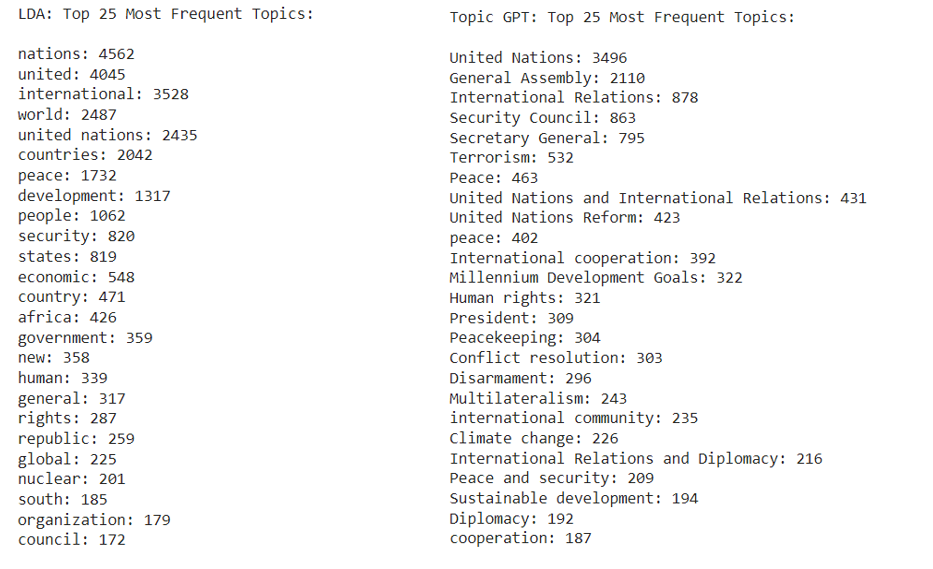 LDA: Top 25 Most Frequent Topics:
nations: 4562
united: 4045
international: 3528
world: 2487
united nations: 2435
countries: 2042
peace: 1732
development: 1317
people: 1062
security: 820
states: 819
economic: 548
country: 471
africa: 426
government: 359
new: 358
human: 339
general: 317
rights: 287
republic: 259
global: 225
nuclear: 201
south: 185
organization: 179
council: 172
Topic GPT: Top 25 Most Frequent Topics:
United Nations: 3496
General Assembly: 2110
International Relations: 878
Security Council: 863
Secretary General: 795
Terrorism: 532
Peace: 463
United Nations and International Relations: 431
United Nations Reform: 423
peace: 402
International cooperation: 392
Millennium Development Goals: 322
Human rights: 321
President: 309
Peacekeeping: 304
Conflict resolution: 303
Disarmament: 296
Multilateralism: 243
international community: 235
Climate change: 226
International Relations and Diplomacy: 216
Peace and security: 209
Sustainable development: 194
Diplomacy: 192
cooperation: 187